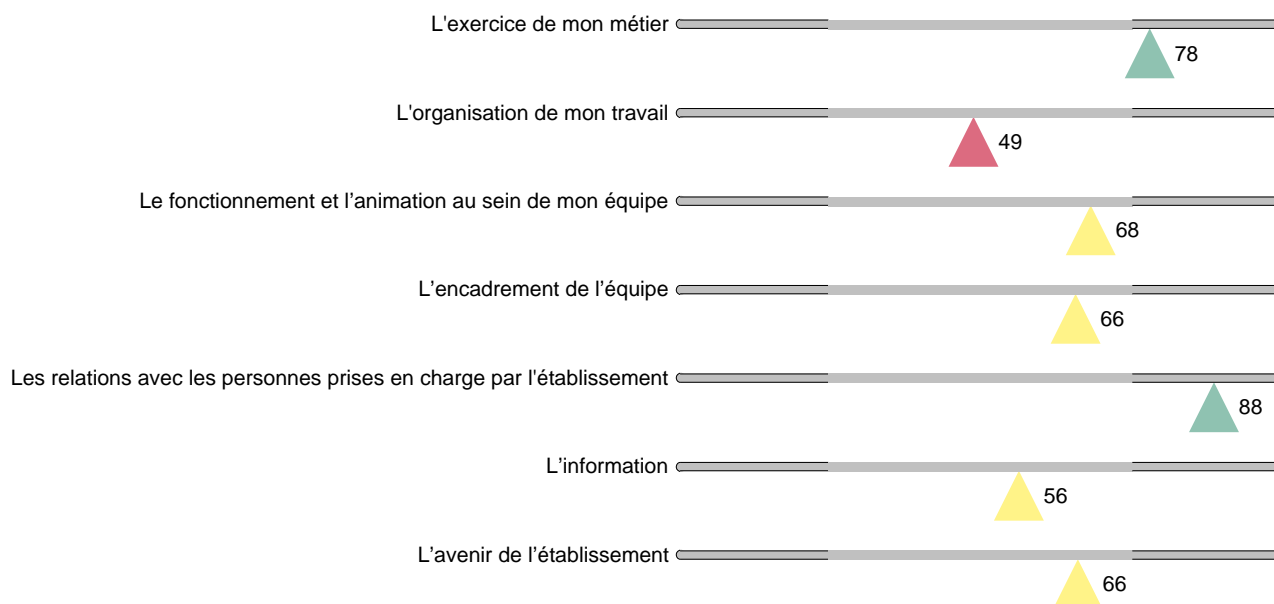 L'exercice de mon métier
78
L'organisation de mon travail
49
Le fonctionnement et l’animation au sein de mon équipe
68
L’encadrement de l’équipe
66
Les relations avec les personnes prises en charge par l'établissement
88
L’information
56
L’avenir de l’établissement
66